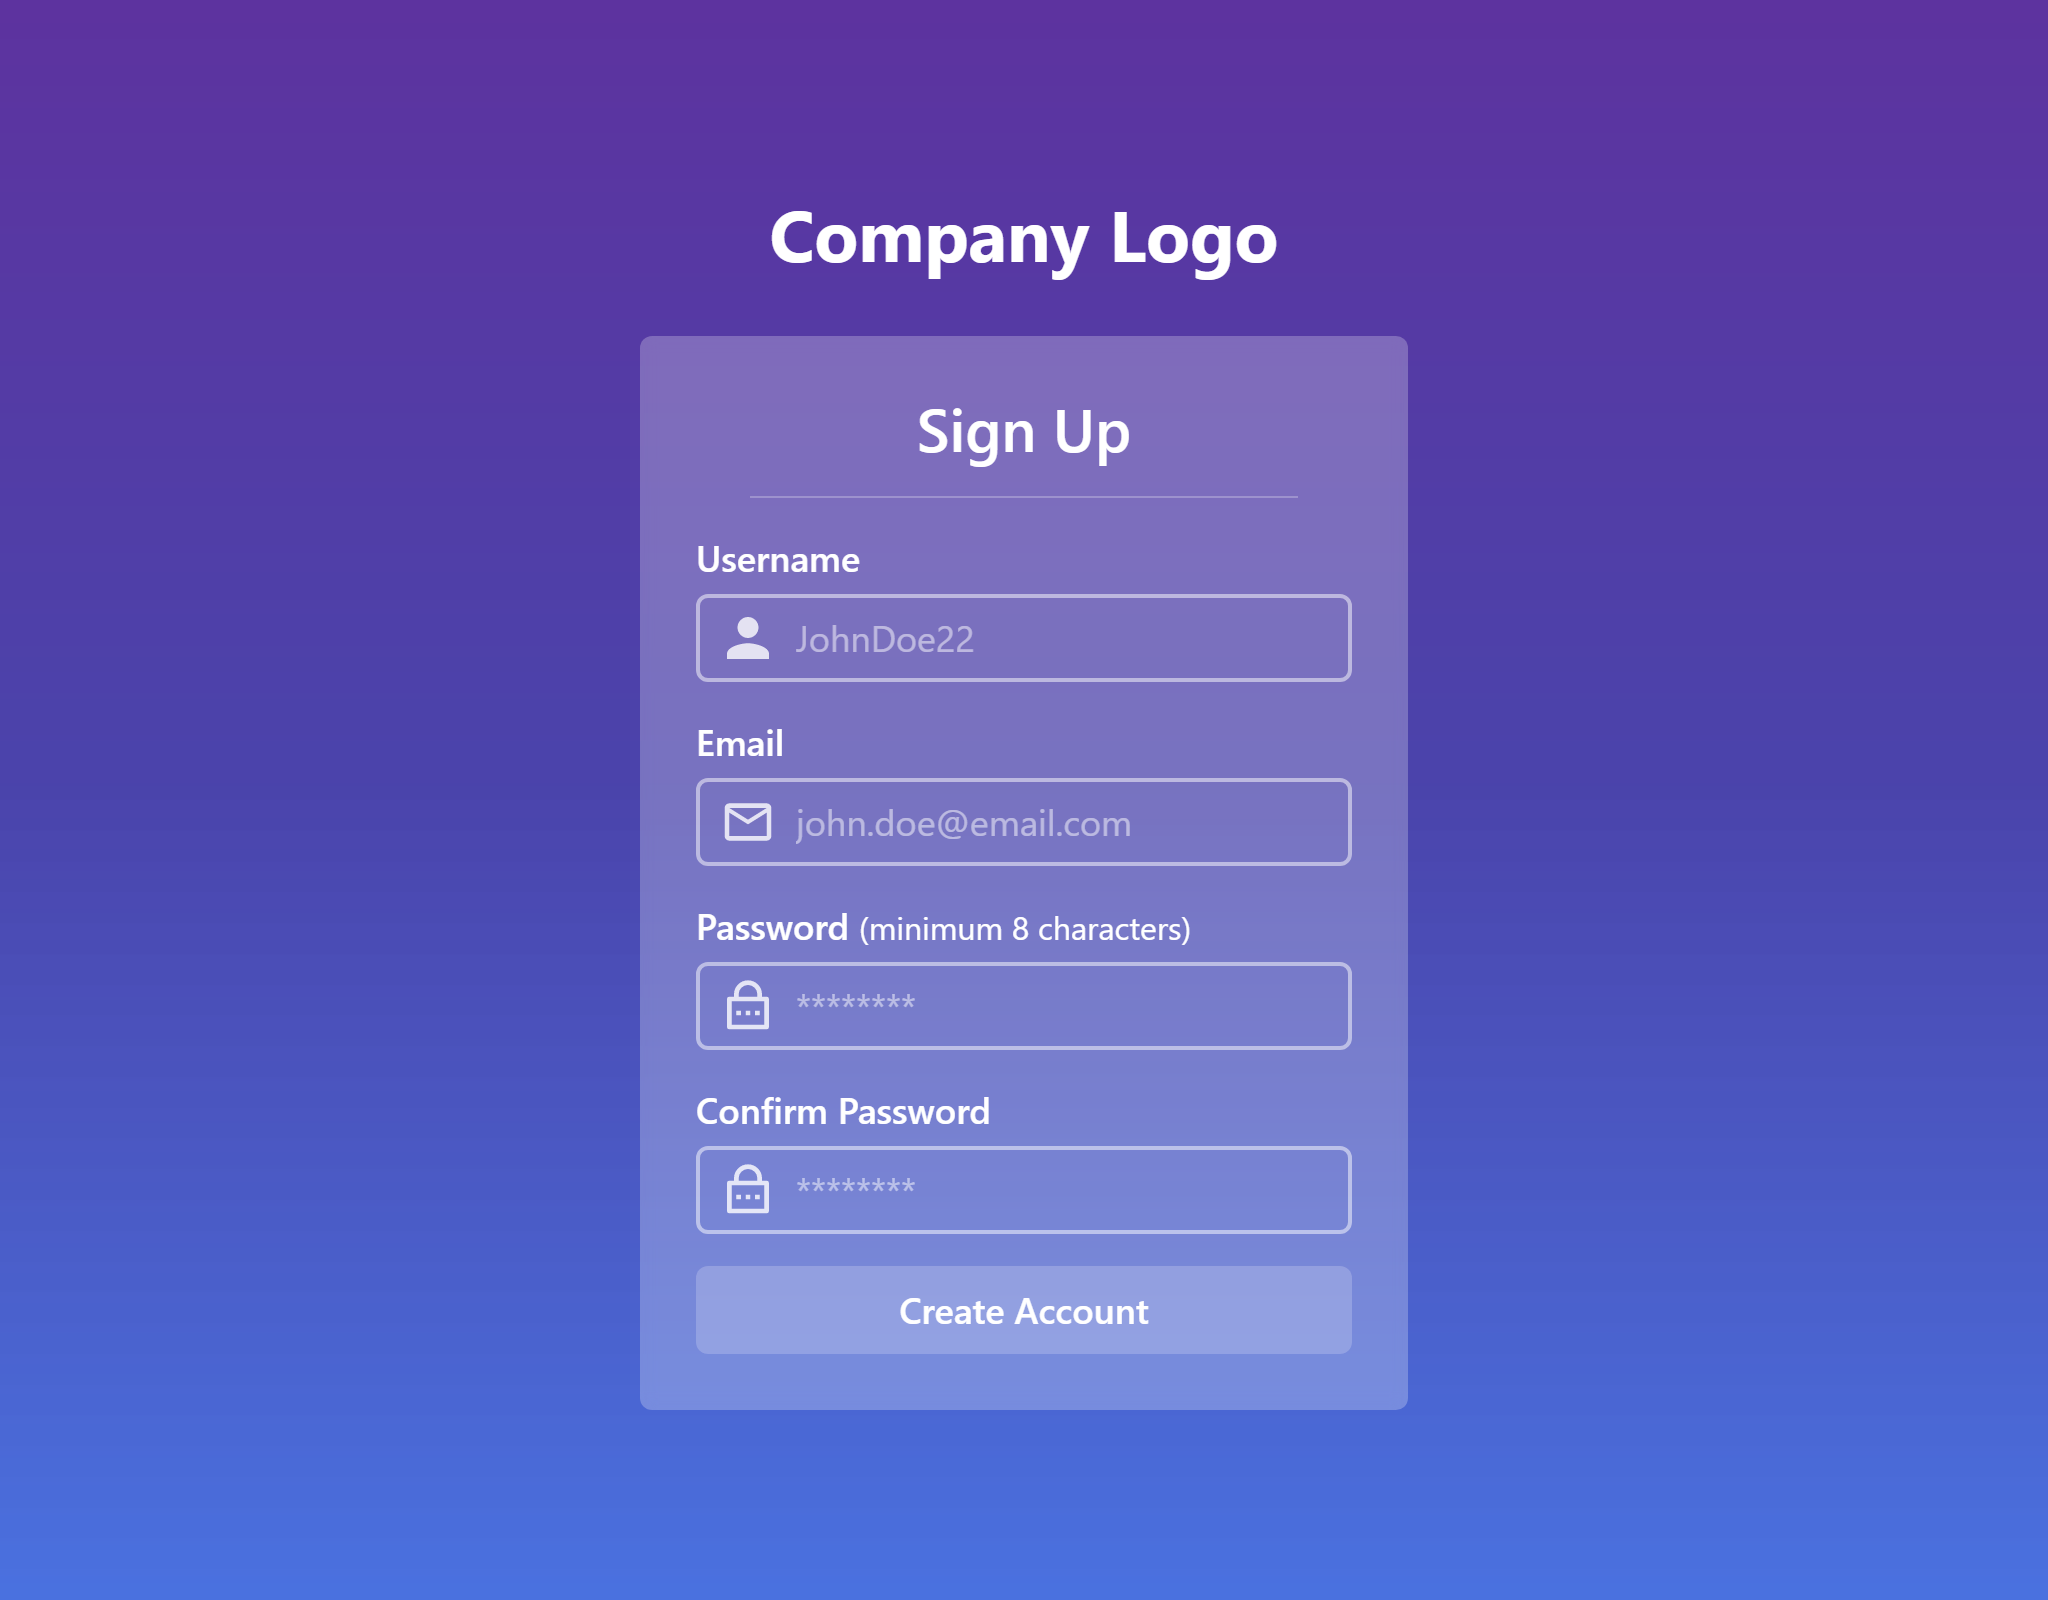 Company Logo
Sign Up
Username
JohnDoe22
Email
john.doe@email.com
Password (minimum 8 characters)
********
Confirm Password
********
Create Account